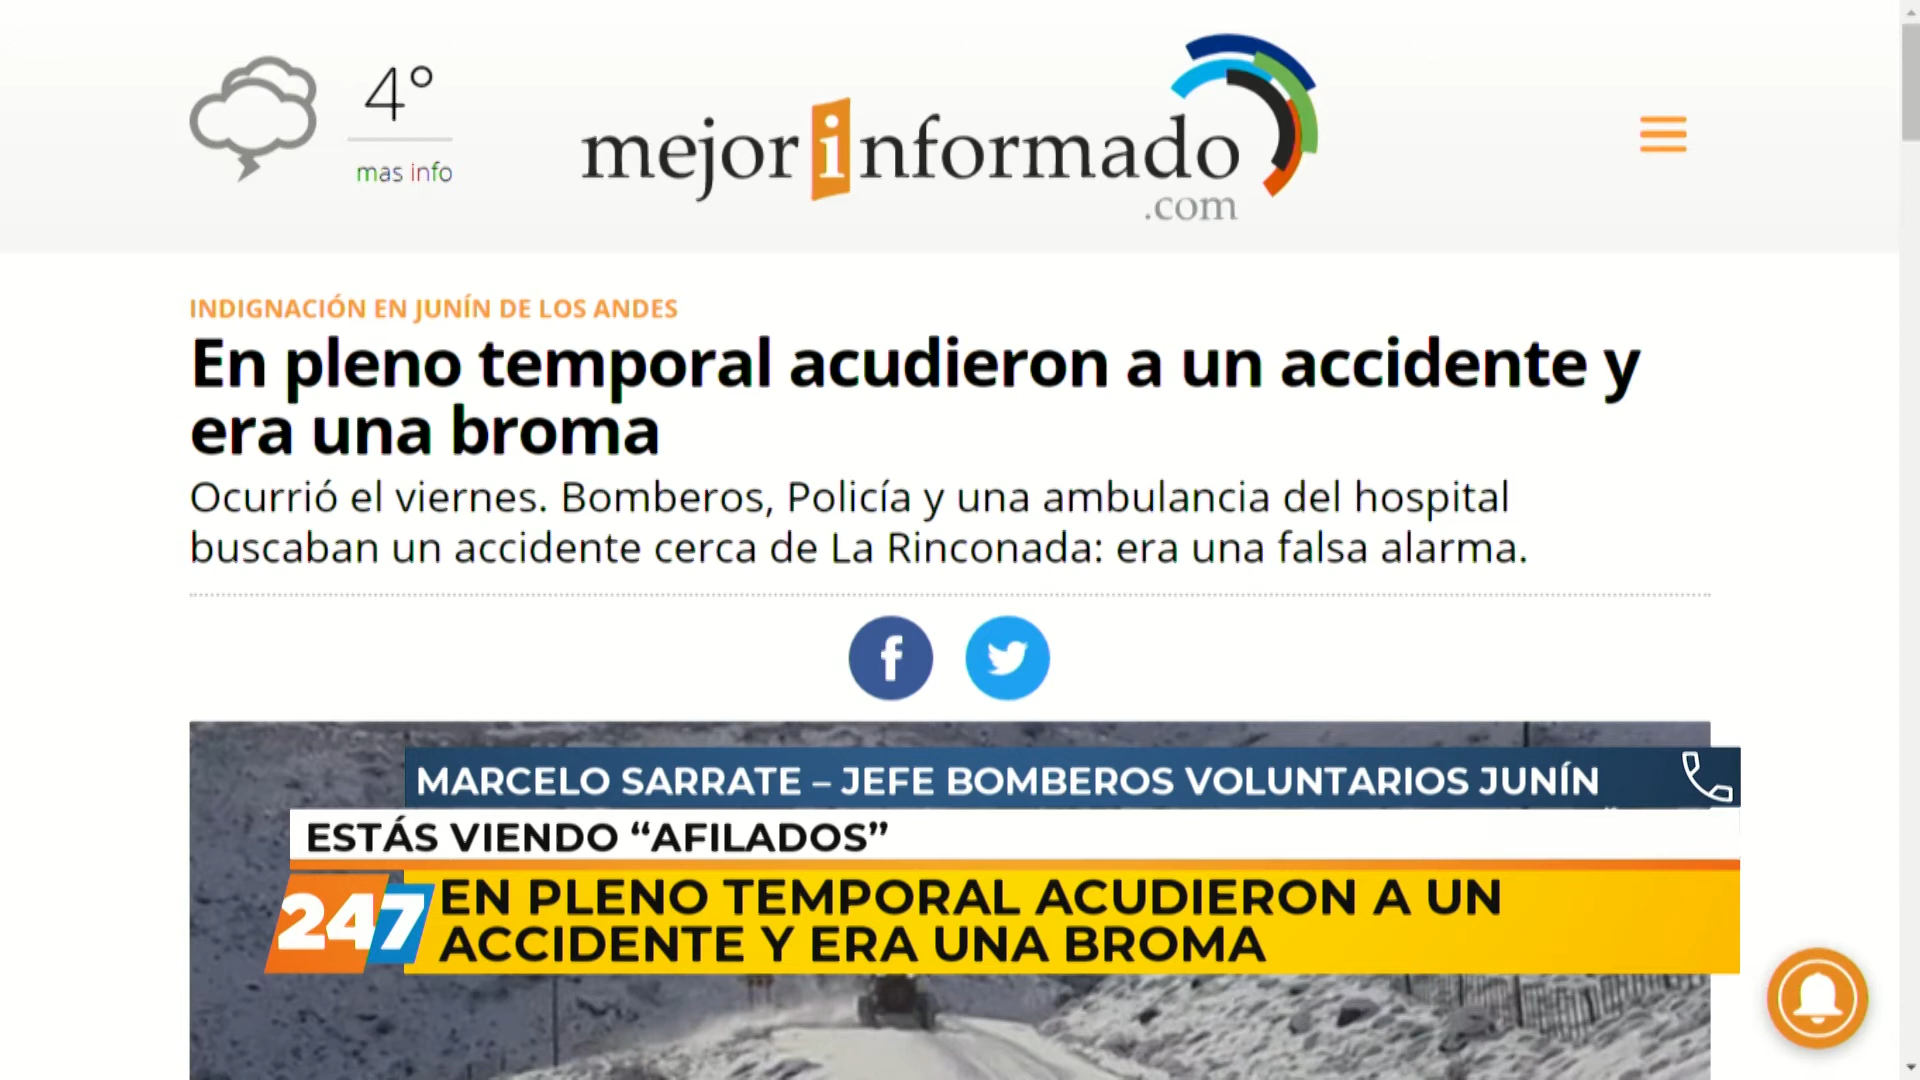 4°
mas info
mejorinformado
.com
INDIGNACIÓN EN JUNÍN DE LOS ANDES
En pleno temporal acudieron a un accidente y
era una broma
Ocurrió el viernes. Bomberos, Policía y una ambulancia del hospital
buscaban un accidente cerca de La Rinconada: era una falsa alarma.
MARCELO SARRATE – JEFE BOMBEROS VOLUNTARIOS JUNÍN
ESTÁS VIENDO “AFILADOS”
247
EN PLENO TEMPORAL ACUDIERON A UN
ACCIDENTE Y ERA UNA BROMA